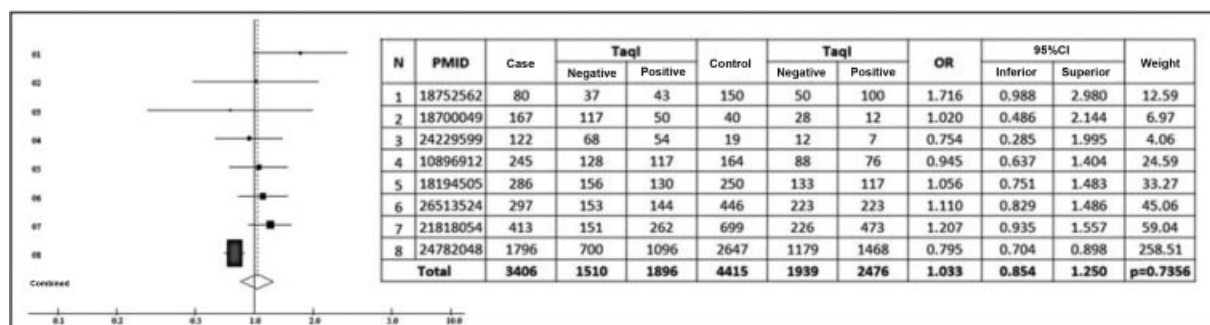 N PMID Case TaqI Control TaqI OR 95%CI Weight
Negative Positive Negative Positive Inferior Superior
01 1 18752562 80 37 43 150 50 100 1.716 0.988 2.980 12.59
02 2 18700049 167 117 50 40 28 12 1.020 0.486 2.144 6.97
03 3 24229599 122 68 54 19 12 7 0.754 0.285 1.995 4.06
04 4 10896912 245 128 117 164 88 76 0.945 0.637 1.404 24.59
05 5 18194505 286 156 130 250 133 117 1.056 0.751 1.483 33.27
06 6 26513524 297 153 144 446 223 223 1.110 0.829 1.486 45.06
07 7 21818054 413 151 262 699 226 473 1.207 0.935 1.557 59.04
08 8 24782048 1796 700 1096 2647 1179 1468 0.795 0.704 0.898 258.51
Combined Total 3406 1510 1896 4415 1939 2476 1.033 0.854 1.250 p=0.7356
0.1 0.2 0.5 1.0 2.0 5.0 10.0